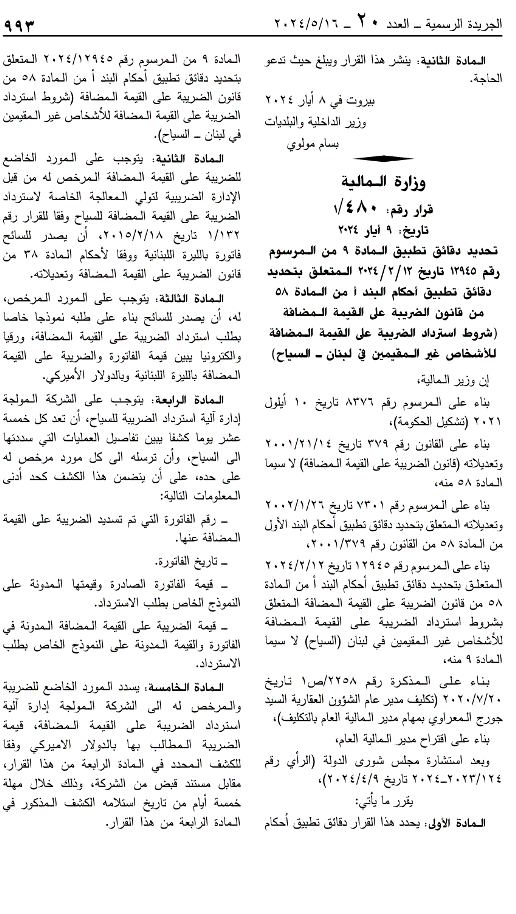 الجريدة الرسمية ــ العدد ٢٠ ــ ٢٠٢٤/٥/١٦
٩٩٣
المادة الثانية: ينشر هذا القرار ويبلغ حيث تدعو
الحاجة.
بيروت في ٨ أيار ٢٠٢٤
وزير الداخلية والبلديات
بسام مولوي
وزارة المالية
قرار رقم: ١/٤٨٠
تاريخ: ٩ أيار ٢٠٢٤
تحديد دقائق تطبيق المادة ٩ من المرسوم
رقم ١٢٩٤٥ تاريخ ٢٠٢٤/٢/١٢ المتعلق بتحديد
دقائق تطبيق أحكام البند أ من المادة ٥٨
من قانون الضريبة على القيمة المضافة
(شروط استرداد الضريبة على القيمة المضافة
للأشخاص غير المقيمين في لبنان ــ السياح)
إن وزير المالية،
بناء على المرسوم رقم ٨٣٧٦ تاريخ ١٠ أيلول
٢٠٢١ (تشكيل الحكومة)،
بناء على القانون رقم ٣٧٩ تاريخ ٢٠٠١/٢١/١٤
وتعديلاته (قانون الضريبة على القيمة المضافة) لا سيما
المادة ٥٨ منه،
بناء على المرسوم رقم ٧٣٠١ تاريخ ٢٠٠٢/١/٢٦
وتعديلاته المتعلق بتحديد دقائق تطبيق أحكام البند الأول
من المادة ٥٨ من القانون رقم ٢٠٠١/٣٧٩،
بناء على المرسوم رقم ١٢٩٤٥ تاريخ ٢٠٢٤/٢/١٢
المتعلق بتحديد دقائق تطبيق أحكام البند أ من المادة
٥٨ من قانون الضريبة على القيمة المضافة المتعلق
بشروط استرداد الضريبة على القيمة المضافة
للأشخاص غير المقيمين في لبنان (السياح) لا سيما
المادة ٩ منه،
بناء على المذكرة رقم ٢٢٥٨/ص١ تاريخ
٢٠٢٠/٧/٢٠ (تكليف مدير عام الشؤون العقارية السيد
جورج المعراوي بمهام مدير المالية العام بالتكليف)،
بناء على اقتراح مدير المالية العام،
وبعد استشارة مجلس شورى الدولة (الرأي رقم
٢٠٢٣/١٢٤ــ٢٠٢٤ تاريخ ٢٠٢٤/٤/٩)،
يقرر ما يأتي:
المادة الأولى: يحدد هذا القرار دقائق تطبيق أحكام
المادة ٩ من المرسوم رقم ٢٠٢٤/١٢٩٤٥ المتعلق
بتحديد دقائق تطبيق أحكام البند أ من المادة ٥٨ من
قانون الضريبة على القيمة المضافة (شروط استرداد
الضريبة على القيمة المضافة للأشخاص غير المقيمين
في لبنان ــ السياح).
المادة الثانية: يتوجب على المورد الخاضع
للضريبة على القيمة المضافة المرخص له من قبل
الإدارة الضريبية لتولي المعالجة الخاصة لاسترداد
الضريبة على القيمة المضافة للسياح وفقا للقرار رقم
١/١٣٢ تاريخ ٢٠١٥/٢/١٨، أن يصدر للسائح
فاتورة بالليرة اللبنانية ووفقا لأحكام المادة ٣٨ من
قانون الضريبة على القيمة المضافة وتعديلاته.
المادة الثالثة: يتوجب على المورد المرخص،
له، أن يصدر للسائح بناء على طلبه نموذجا خاصا
بطلب استرداد الضريبة على القيمة المضافة، ورقيا
والكترونيا يبين قيمة الفاتورة والضريبة على القيمة
المضافة بالليرة اللبنانية وبالدولار الأميركي.
المادة الرابعة: يتوجب على الشركة المولجة
إدارة آلية استرداد الضريبة للسياح، أن تعد كل خمسة
عشر يوما كشفا يبين تفاصيل العمليات التي سددتها
الى السياح، وأن ترسله الى كل مورد مرخص له
على حده، على أن يتضمن هذا الكشف كحد أدنى
المعلومات التالية:
ــ رقم الفاتورة التي تم تسديد الضريبة على القيمة
المضافة عنها.
ــ تاريخ الفاتورة.
ــ قيمة الفاتورة الصادرة وقيمتها المدونة على
النموذج الخاص بطلب الاسترداد.
ــ قيمة الضريبة على القيمة المضافة المدونة في
الفاتورة والقيمة المدونة على النموذج الخاص بطلب
الاسترداد.
المادة الخامسة: يسدد المورد الخاضع للضريبة
والمرخص له الى الشركة المولجة إدارة آلية
استرداد الضريبة على القيمة المضافة، قيمة
الضريبة المطالب بها بالدولار الاميركي وفقا
للكشف المحدد في المادة الرابعة من هذا القرار،
مقابل مستند قبض من الشركة، وذلك خلال مهلة
خمسة أيام من تاريخ استلامه الكشف المذكور في
المادة الرابعة من هذا القرار.